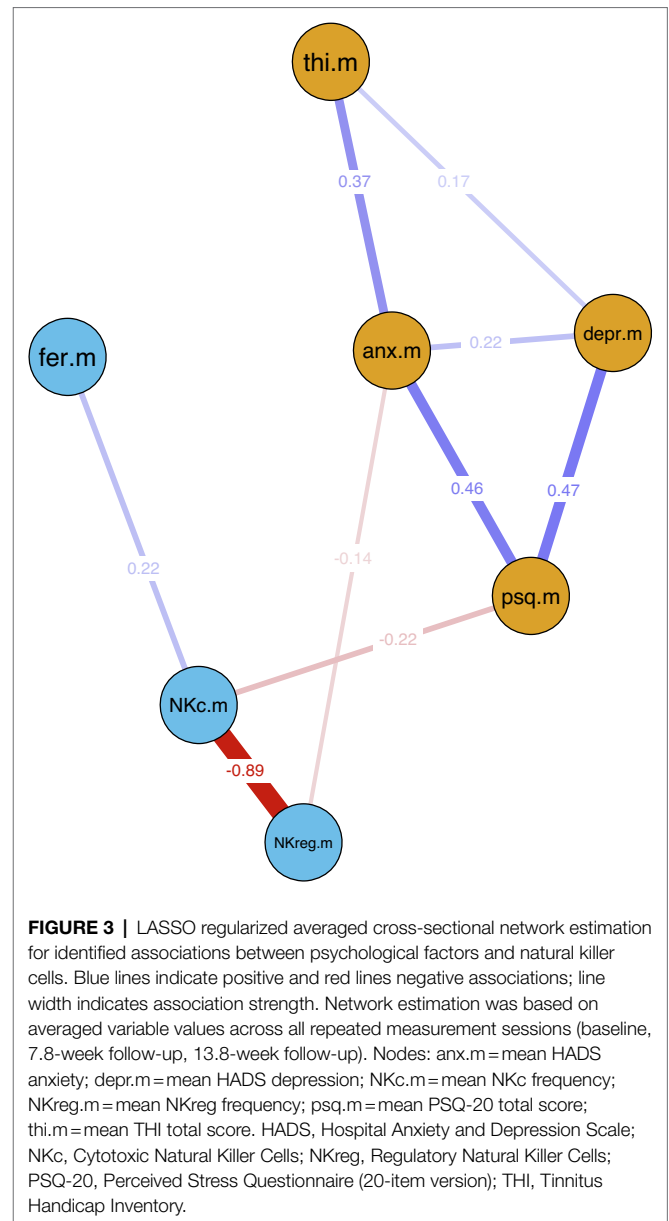 thi.m
0.37
0.17
fer.m
anx.m
0.22
depr.m
0.46
0.47
-0.14
0.22
psq.m
-0.22
NKc.m
-0.89
NKreg.m
FIGURE 3 | LASSO regularized averaged cross-sectional network estimation
for identified associations between psychological factors and natural killer
cells. Blue lines indicate positive and red lines negative associations; line
width indicates association strength. Network estimation was based on
averaged variable values across all repeated measurement sessions (baseline,
7.8-week follow-up, 13.8-week follow-up). Nodes: anx.m=mean HADS
anxiety; depr.m=mean HADS depression; NKc.m=mean NKc frequency;
NKreg.m=mean NKreg frequency; psq.m=mean PSQ-20 total score;
thi.m=mean THI total score. HADS, Hospital Anxiety and Depression Scale;
NKc, Cytotoxic Natural Killer Cells; NKreg, Regulatory Natural Killer Cells;
PSQ-20, Perceived Stress Questionnaire (20-item version); THI, Tinnitus
Handicap Inventory.